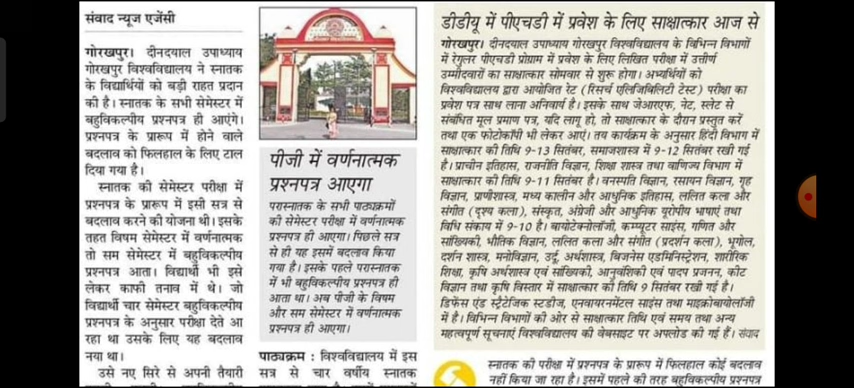 संवाद न्यूज एजेंसी
गोरखपुर। दीनदयाल उपाध्याय
गोरखपुर विश्वविद्यालय ने स्नातक
के विद्यार्थियों को बड़ी राहत प्रदान
की है। स्नातक के सभी सेमेस्टर में
बहुविकल्पीय प्रश्नपत्र ही आएंगे।
प्रश्नपत्र के प्रारूप में होने वाले
बदलाव को फिलहाल के लिए टाल
दिया गया है।
स्नातक की सेमेस्टर परीक्षा में
प्रश्नपत्र के प्रारूप में इसी सत्र से
बदलाव करने की योजना थी। इसके
तहत विषम सेमेस्टर में वर्णनात्मक
तो सम सेमेस्टर में बहुविकल्पीय
प्रश्नपत्र आता। विद्यार्थी भी इसे
लेकर काफी तनाव में थे। जो
विद्यार्थी चार सेमेस्टर बहुविकल्पीय
प्रश्नपत्र के अनुसार परीक्षा देते आ
रहा था उसके लिए यह बदलाव
नया था।
उसे नए सिरे से अपनी तैयारी
पीजी में वर्णनात्मक
प्रश्नपत्र आएगा
परास्नातक के सभी पाठ्यक्रमों
की सेमेस्टर परीक्षा में वर्णनात्मक
प्रश्नपत्र ही आएगा। पिछले सत्र
से ही यह इसमें बदलाव किया
गया है। इसके पहले परास्नातक
में भी बहुविकल्पीय प्रश्नपत्र ही
आता था। अब पीजी के विषम
और सम सेमेस्टर में वर्णनात्मक
प्रश्नपत्र ही आएगा।
पाठ्यक्रम : विश्वविद्यालय में इस
सत्र से चार वर्षीय स्नातक
डीडीयू में पीएचडी में प्रवेश के लिए साक्षात्कार आज से
गोरखपुर। दीनदयाल उपाध्याय गोरखपुर विश्वविद्यालय के विभिन्न विभागों
में रेगुलर पीएचडी प्रोग्राम में प्रवेश के लिए लिखित परीक्षा में उत्तीर्ण
उम्मीदवारों का साक्षात्कार सोमवार से शुरू होगा। अभ्यर्थियों को
विश्वविद्यालय द्वारा आयोजित रेट (रिसर्च एलिजिबिलिटी टेस्ट) परीक्षा का
प्रवेश पत्र साथ लाना अनिवार्य है। इसके साथ जेआरएफ, नेट, स्लेट से
संबंधित मूल प्रमाण पत्र, यदि लागू हो, तो साक्षात्कार के दौरान प्रस्तुत करें
तथा एक फोटोकॉपी भी लेकर आएं। तय कार्यक्रम के अनुसार हिंदी विभाग में
साक्षात्कार की तिथि 9-13 सितंबर, समाजशास्त्र में 9-12 सितंबर रखी गई
है। प्राचीन इतिहास, राजनीति विज्ञान, शिक्षा शास्त्र तथा वाणिज्य विभाग में
साक्षात्कार की तिथि 9-11 सितंबर है। वनस्पति विज्ञान, रसायन विज्ञान, गृह
विज्ञान, प्राणीशास्त्र, मध्य कालीन और आधुनिक इतिहास, ललित कला और
संगीत (दृश्य कला), संस्कृत, अंग्रेजी और आधुनिक यूरोपीय भाषाएं तथा
विधि संकाय में 9-10 है। बायोटेक्नोलॉजी, कम्प्यूटर साइंस, गणित और
सांख्यिकी, भौतिक विज्ञान, ललित कला और संगीत (प्रदर्शन कला), भूगोल,
दर्शन शास्त्र, मनोविज्ञान, उर्दू, अर्थशास्त्र, बिजनेस एडमिनिस्ट्रेशन, शारीरिक
शिक्षा, कृषि अर्थशास्त्र एवं सांख्यिकी, आनुवंशिकी एवं पादप प्रजनन, कीट
विज्ञान तथा कृषि विस्तार में साक्षात्कार की तिथि 9 सितंबर रखी गई है।
डिफेंस एंड स्ट्रैटेजिक स्टडीज, एनवायरनमेंटल साइंस तथा माइक्रोबायोलॉजी
में है। विभिन्न विभागों की ओर से साक्षात्कार तिथि एवं समय तथा अन्य
महत्वपूर्ण सूचनाएं विश्वविद्यालय की वेबसाइट पर अपलोड की गई हैं। संवाद
स्नातक की परीक्षा में प्रश्नपत्र के प्रारूप में फिलहाल कोई बदलाव
नहीं किया जा रहा है। इसमें पहले की तरह बहुविकल्पीय प्रश्नपत्र